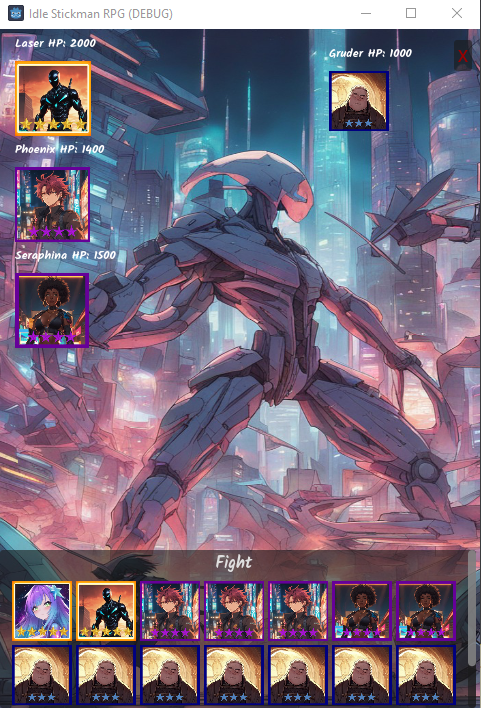 Idle Stickman RPG (DEBUG)
Laser HP: 2000
Gruder HP: 1000
X
Phoenix HP: 1400
Seraphina HP: 1500
Fight